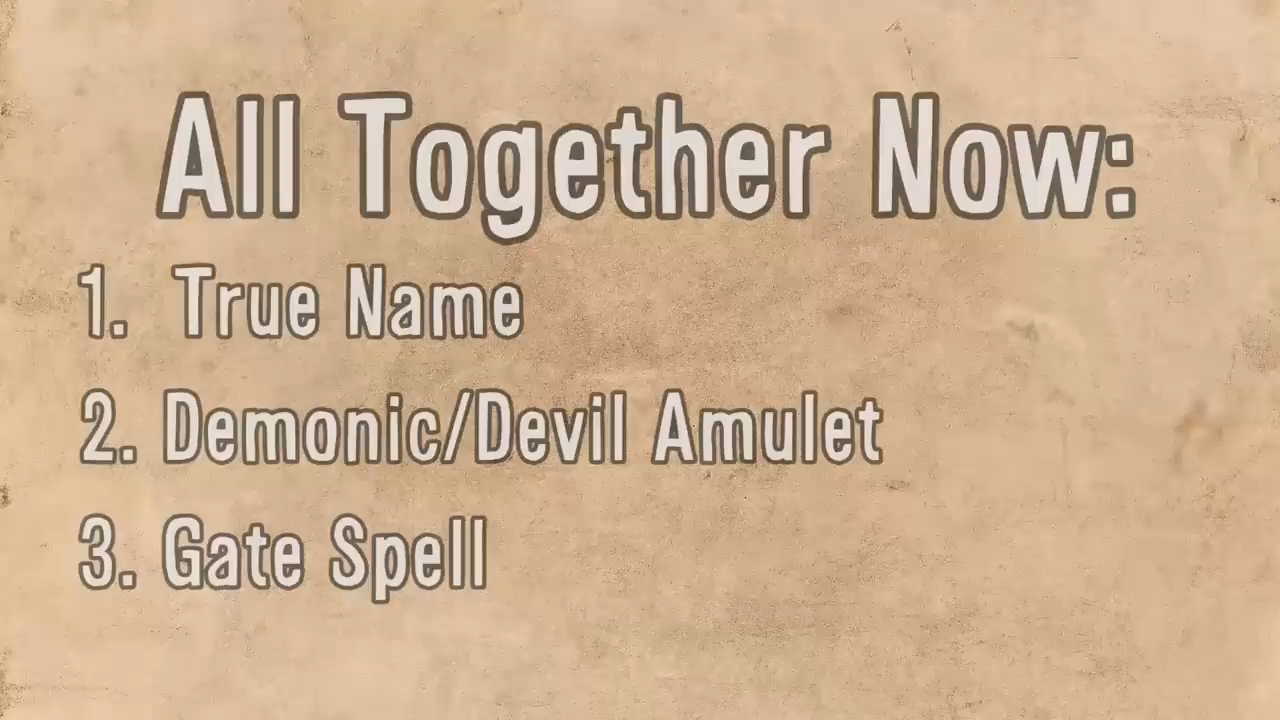 All Together Now:
1. True Name
2. Demonic/Devil Amulet
3. Gate Spell